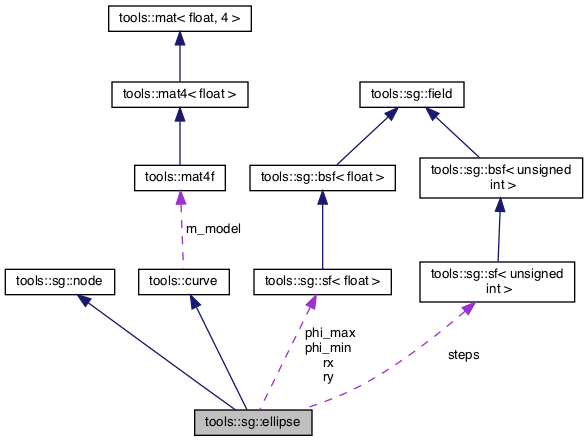 tools::mat< float, 4 >
tools::mat4< float >
tools::sg::field
tools::mat4f
tools::sg::bsf< float >
tools::sg::bsf< unsigned
int >
m_model
tools::sg::node
tools::curve
tools::sg::sf< float >
tools::sg::sf< unsigned
int >
phi_max
phi_min
rx
ry
steps
tools::sg::ellipse